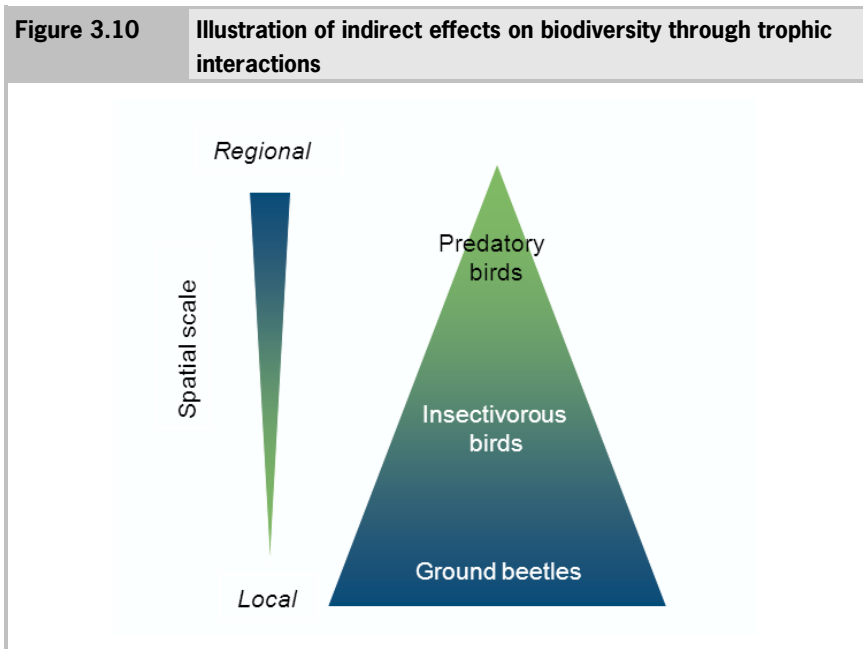 Figure 3.10
Illustration of indirect effects on biodiversity through trophic
interactions
Regional
Spatial scale
Local
Predatory
birds
Insectivorous
birds
Ground beetles